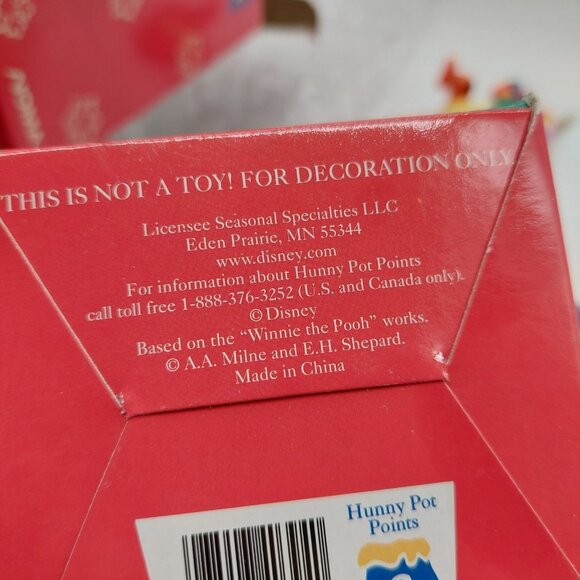 THIS IS NOT A TOY! FOR DECORATION ONLY
Licensee Seasonal Specialties LLC
Eden Prairie, MN 55344
www.disney.com
For information about Hunny Pot Points
call toll free 1-888-376-3252 (U.S. and Canada only).
© Disney
Based on the “Winnie the Pooh” works.
© A.A. Milne and E.H. Shepard.
Made in China
Hunny Pot
Points